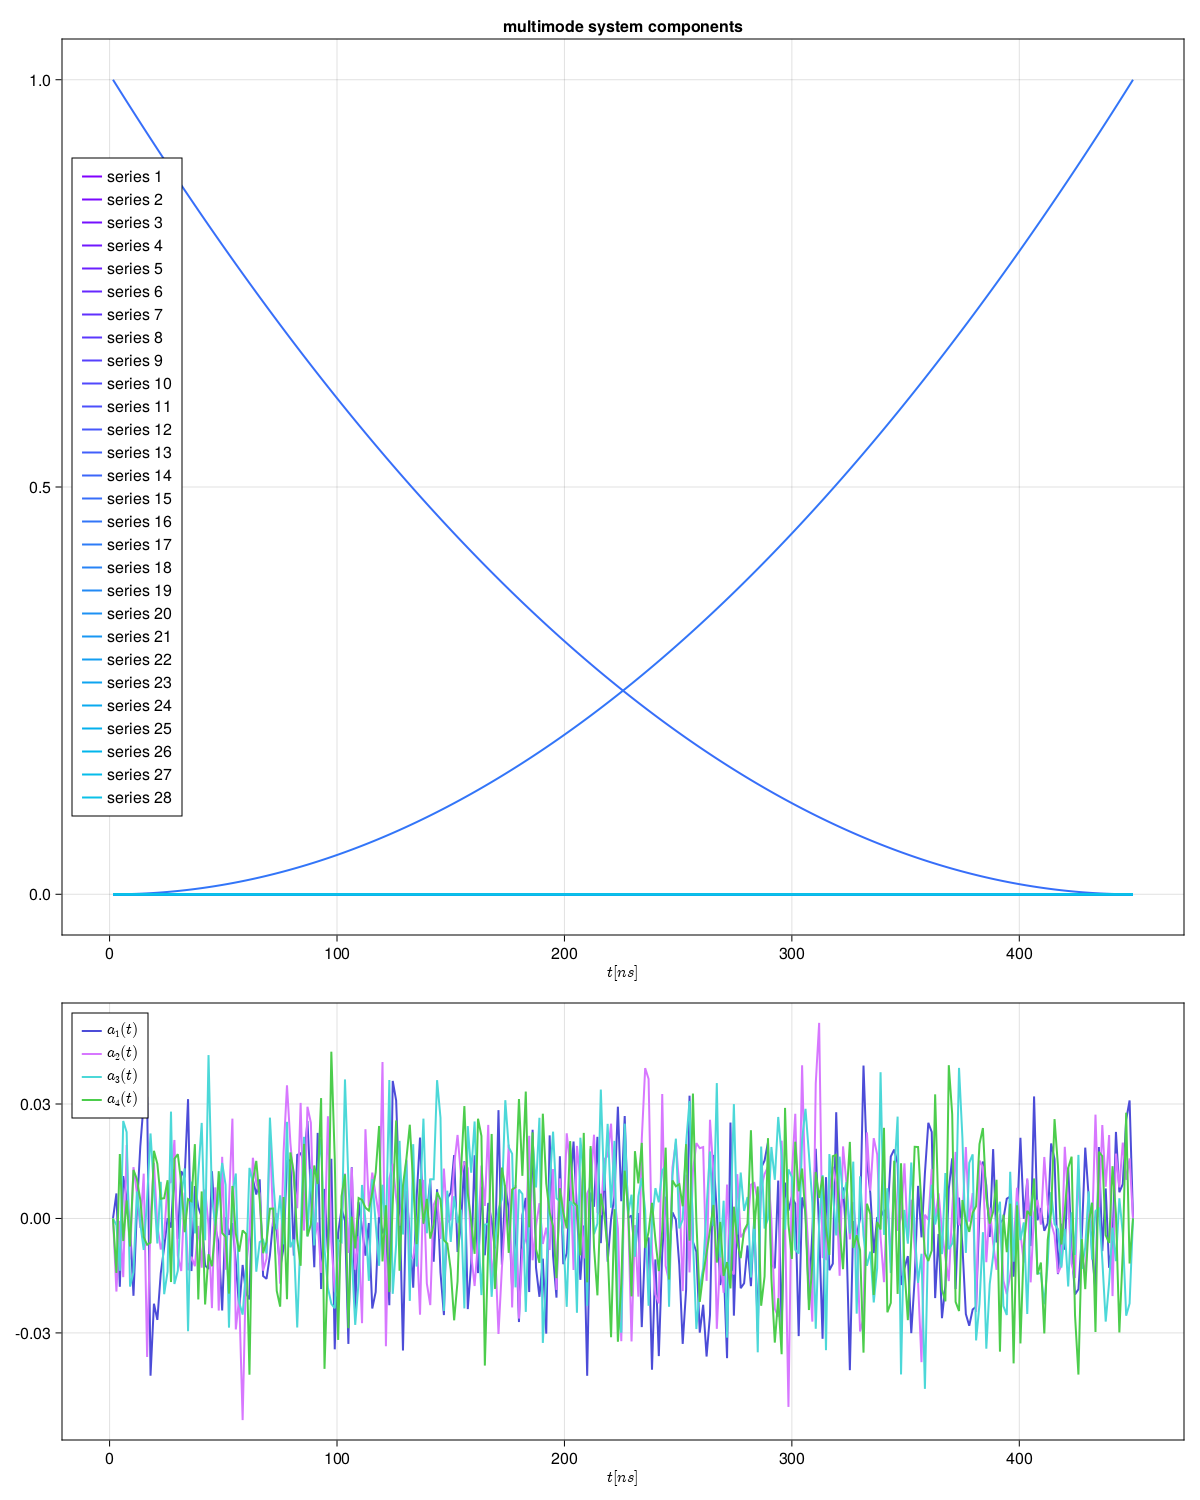 multimode system components
1.0
series 1
series 2
series 3
series 4
series 5
series 6
series 7
series 8
series 9
series 10
series 11
series 12
series 13
series 14
series 15
0.5
series 16
series 17
series 18
series 19
series 20
series 21
series 22
series 23
series 24
series 25
series 26
series 27
series 28
0.0
0 100 200 300 400
t[ns]
a₁(t)
a₂(t)
a₃(t)
a₄(t)
0.03
0.00
-0.03
0 100 200 300 400
t[ns]